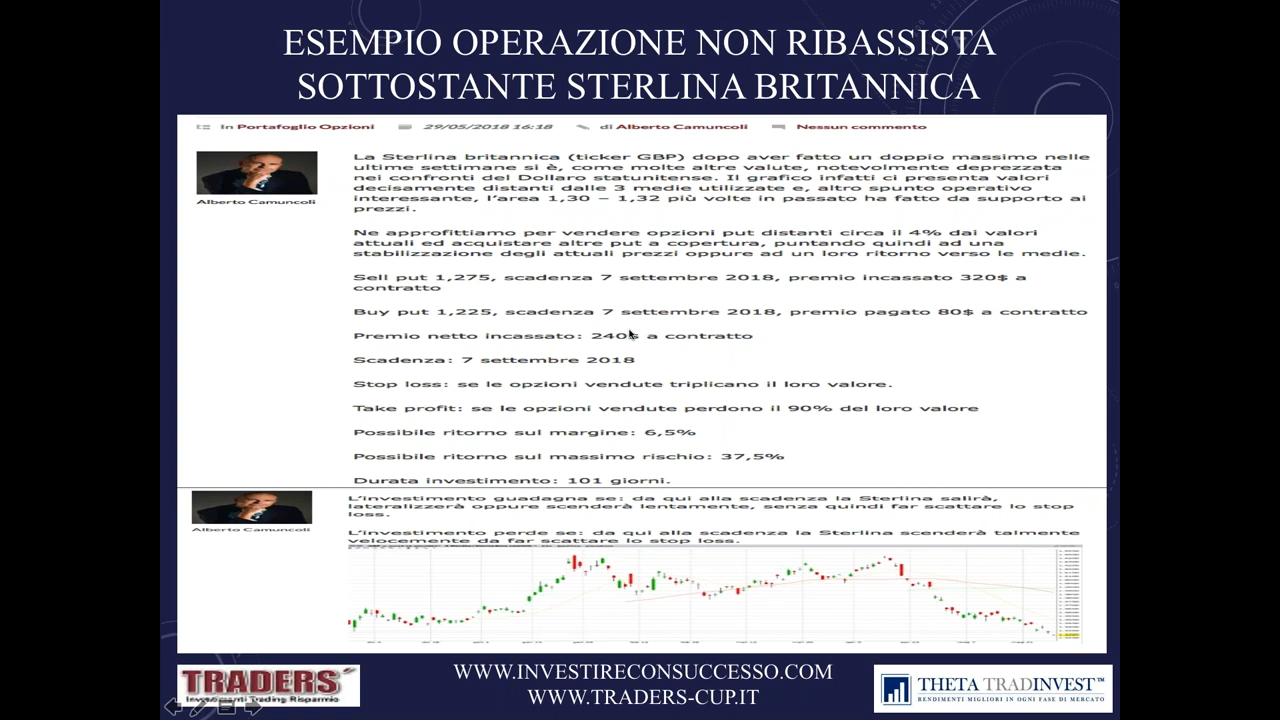 ESEMPIO OPERAZIONE NON RIBASSISTA
SOTTOSTANTE STERLINA BRITANNICA
In Portafoglio Opzioni 29/05/2018 16:18 di Alberto Camuncoli Nessun commento
Alberto Camuncoli
La Sterlina britannica (ticker GBP) dopo aver fatto un doppio massimo nelle
ultime settimane si è, come molte altre valute, notevolmente deprezzata
nei confronti del Dollaro statunitense. Il grafico infatti ci presenta valori
decisamente distanti dalle 3 medie utilizzate e, altro spunto operativo
interessante, l'area 1,30 – 1,32 più volte in passato ha fatto da supporto ai
prezzi.
Ne approfittiamo per vendere opzioni put distanti circa il 4% dai valori
attuali ed acquistare altre put a copertura, puntando quindi ad una
stabilizzazione degli attuali prezzi oppure ad un loro ritorno verso le medie.
Sell put 1,275, scadenza 7 settembre 2018, premio incassato 320$ a
contratto
Buy put 1,225, scadenza 7 settembre 2018, premio pagato 80$ a contratto
Premio netto incassato: 240$ a contratto
Scadenza: 7 settembre 2018
Stop loss: se le opzioni vendute triplicano il loro valore.
Take profit: se le opzioni vendute perdono il 90% del loro valore
Possibile ritorno sul margine: 6,5%
Possibile ritorno sul massimo rischio: 37,5%
Durata investimento: 101 giorni.
Alberto Camuncoli
L'investimento guadagna se: da qui alla scadenza la Sterlina salirà,
lateralizzerà oppure scenderà lentamente, senza quindi far scattare lo stop
loss.
L'investimento perde se: da qui alla scadenza la Sterlina scenderà talmente
velocemente da far scattare lo stop loss.
TRADERS´
Investimenti Trading Risparmio
WWW.INVESTIRECONSUCCESSO.COM
WWW.TRADERS-CUP.IT
THETA TRADINVEST™
RENDIMENTI MIGLIORI IN OGNI FASE DI MERCATO